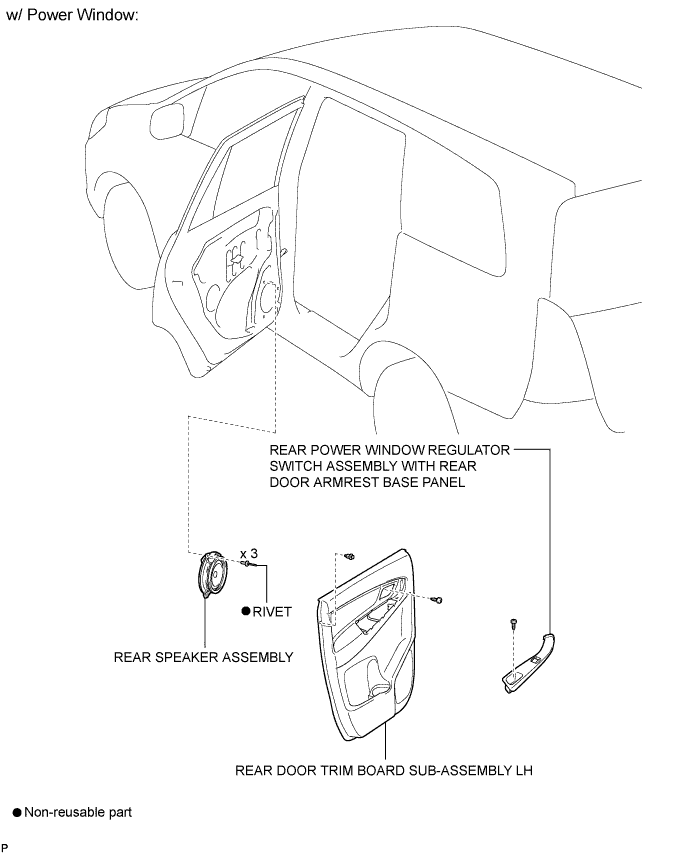 w/ Power Window:
REAR POWER WINDOW REGULATOR
SWITCH ASSEMBLY WITH REAR
DOOR ARMREST BASE PANEL
x 3
●RIVET
REAR SPEAKER ASSEMBLY
REAR DOOR TRIM BOARD SUB-ASSEMBLY LH
● Non-reusable part
P